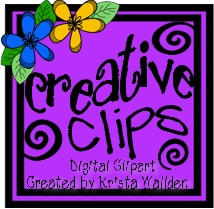 creative
clips
Digital Clipart
Created by Krista Wallden